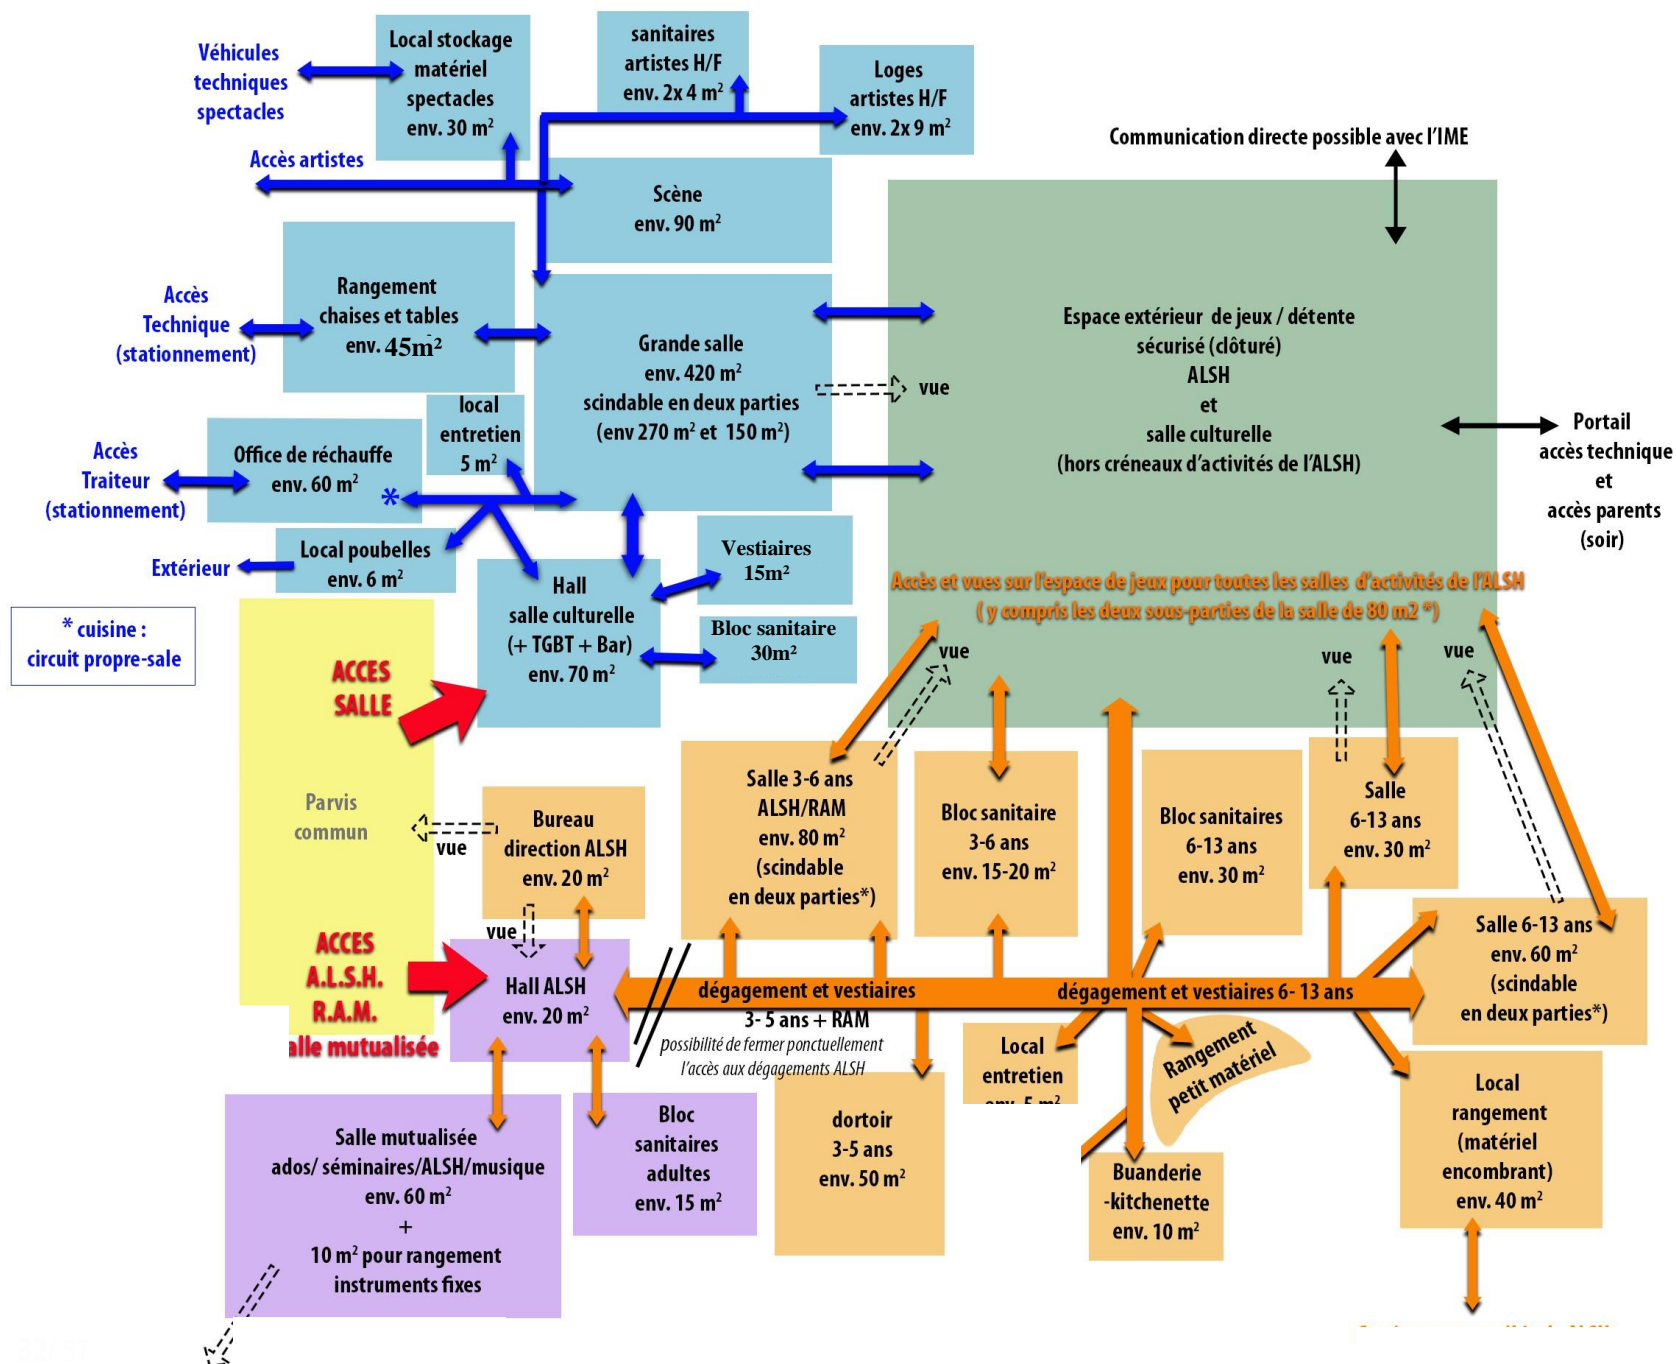 Véhicules
techniques
spectacles
Local stockage
matériel
spectacles
env. 30 m²
sanitaires
artistes H/F
env. 2x 4 m²
Loges
artistes H/F
env. 2x 9 m²
Accès artistes
Communication directe possible avec l'IME
Scène
env. 90 m²
Accès
Technique
(stationnement)
Rangement
chaises et tables
env. 45m²
Grande salle
env. 420 m²
scindable en deux parties
(env 270 m² et 150 m²)
vue
Espace extérieur de jeux / détente
sécurisé (clôturé)
ALSH
et
salle culturelle
(hors créneaux d'activités de l'ALSH)
Portail
accès technique
et
accès parents
(soir)
local
entretien
5 m²
Accès
Traiteur
(stationnement)
Office de réchauffe
env. 60 m²
*
Extérieur
Local poubelles
env. 6 m²
* cuisine :
circuit propre-sale
Hall
salle culturelle
(+ TGBT + Bar)
env. 70 m²
Vestiaires
15m²
Bloc sanitaire
30m²
Accès et vues sur l'espace de jeux pour toutes les salles d'activités de l'ALSH
( y compris les deux sous-parties de la salle de 80 m2 *)
vue
vue
vue
ACCES
SALLE
Parvis
commun
vue
Bureau
direction ALSH
env. 20 m²
vue
Salle 3-6 ans
ALSH/RAM
env. 80 m²
(scindable
en deux parties*)
Bloc sanitaire
3-6 ans
env. 15-20 m²
Bloc sanitaires
6-13 ans
env. 30 m²
Salle
6-13 ans
env. 30 m²
Salle 6-13 ans
env. 60 m²
(scindable
en deux parties*)
ACCES
A.L.S.H.
R.A.M.
alle mutualisée
Hall ALSH
env. 20 m²
dégagement et vestiaires
3- 5 ans + RAM
dégagement et vestiaires 6- 13 ans
possibilité de fermer ponctuellement
l'accès aux dégagements ALSH
Local
entretien
env. 5 m²
Rangement
petit matériel
Local
rangement
(matériel
encombrant)
env. 40 m²
dortoir
3-5 ans
env. 50 m²
Buanderie
-kitchenette
env. 10 m²
Salle mutualisée
ados/ séminaires/ALSH/musique
env. 60 m²
+
10 m² pour rangement
instruments fixes
Bloc
sanitaires
adultes
env. 15 m²